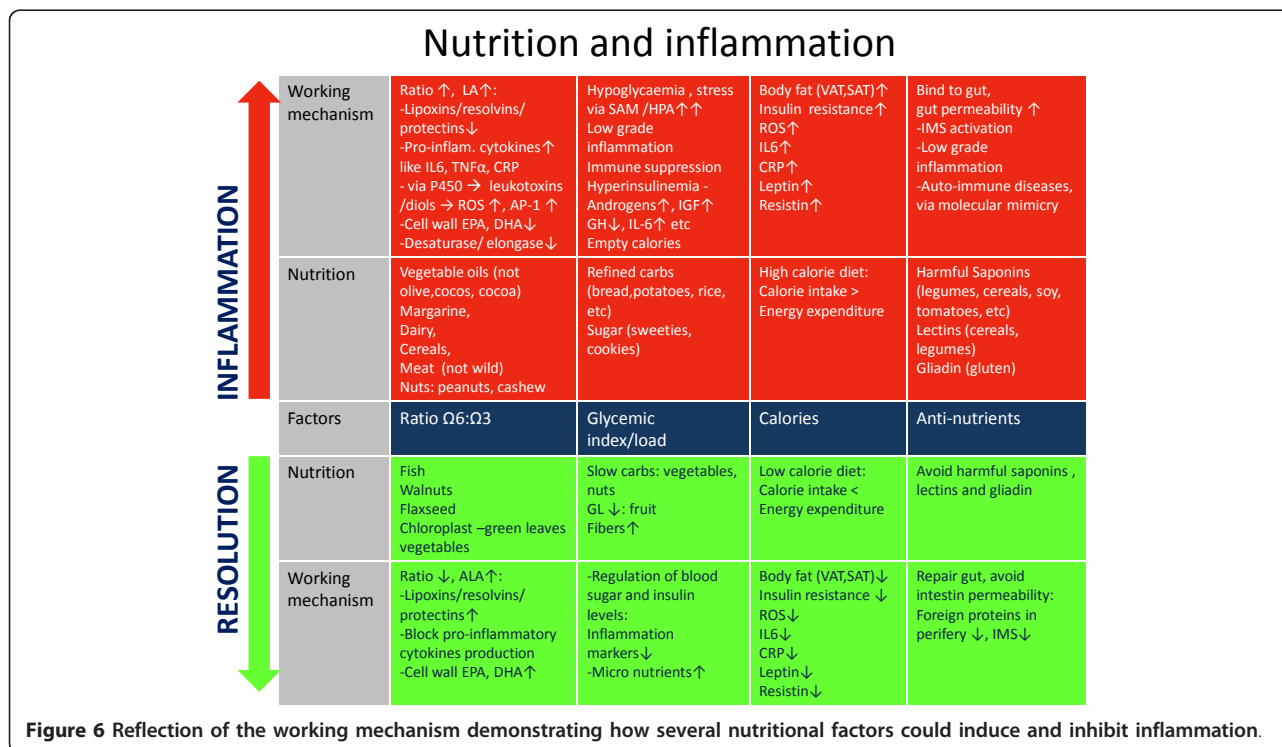 Nutrition and inflammation
INFLAMMATION
Working
mechanism
Ratio ↑, LA↑:
-Lipoxins/resolvins/
protectins↓
-Pro-inflam. cytokines↑
like IL6, TNFα, CRP
- via P450 → leukotoxins
/diols → ROS ↑, AP-1 ↑
-Cell wall EPA, DHA↓
-Desaturase/ elongase↓
Hypoglycaemia , stress
via SAM /HPA↑↑
Low grade
inflammation
Immune suppression
Hyperinsulinemia -
Androgens↑, IGF↑
GH↓, IL-6↑ etc
Empty calories
Body fat (VAT,SAT)↑
Insulin resistance↑
ROS↑
IL6↑
CRP↑
Leptin↑
Resistin↑
Bind to gut,
gut permeability ↑
-IMS activation
-Low grade
inflammation
-Auto-immune diseases,
via molecular mimicry
Nutrition
Vegetable oils (not
olive,cocos, cocoa)
Margarine,
Dairy,
Cereals,
Meat (not wild)
Nuts: peanuts, cashew
Refined carbs
(bread,potatoes, rice,
etc)
Sugar (sweeties,
cookies)
High calorie diet:
Calorie intake >
Energy expenditure
Harmful Saponins
(legumes, cereals, soy,
tomatoes, etc)
Lectins (cereals,
legumes)
Gliadin (gluten)
Factors
Ratio Ω6:Ω3
Glycemic
index/load
Calories
Anti-nutrients
RESOLUTION
Nutrition
Fish
Walnuts
Flaxseed
Chloroplast –green leaves
vegetables
Slow carbs: vegetables,
nuts
GL ↓: fruit
Fibers↑
Low calorie diet:
Calorie intake <
Energy expenditure
Avoid harmful saponins ,
lectins and gliadin
Working
mechanism
Ratio ↓, ALA↑:
-Lipoxins/resolvins/
protectins↑
-Block pro-inflammatory
cytokines production
-Cell wall EPA, DHA↑
-Regulation of blood
sugar and insulin
levels:
Inflammation
markers↓
-Micro nutrients↑
Body fat (VAT,SAT)↓
Insulin resistance ↓
ROS↓
IL6↓
CRP↓
Leptin↓
Resistin↓
Repair gut, avoid
intestin permeability:
Foreign proteins in
perifery ↓, IMS↓
Figure 6 Reflection of the working mechanism demonstrating how several nutritional factors could induce and inhibit inflammation.